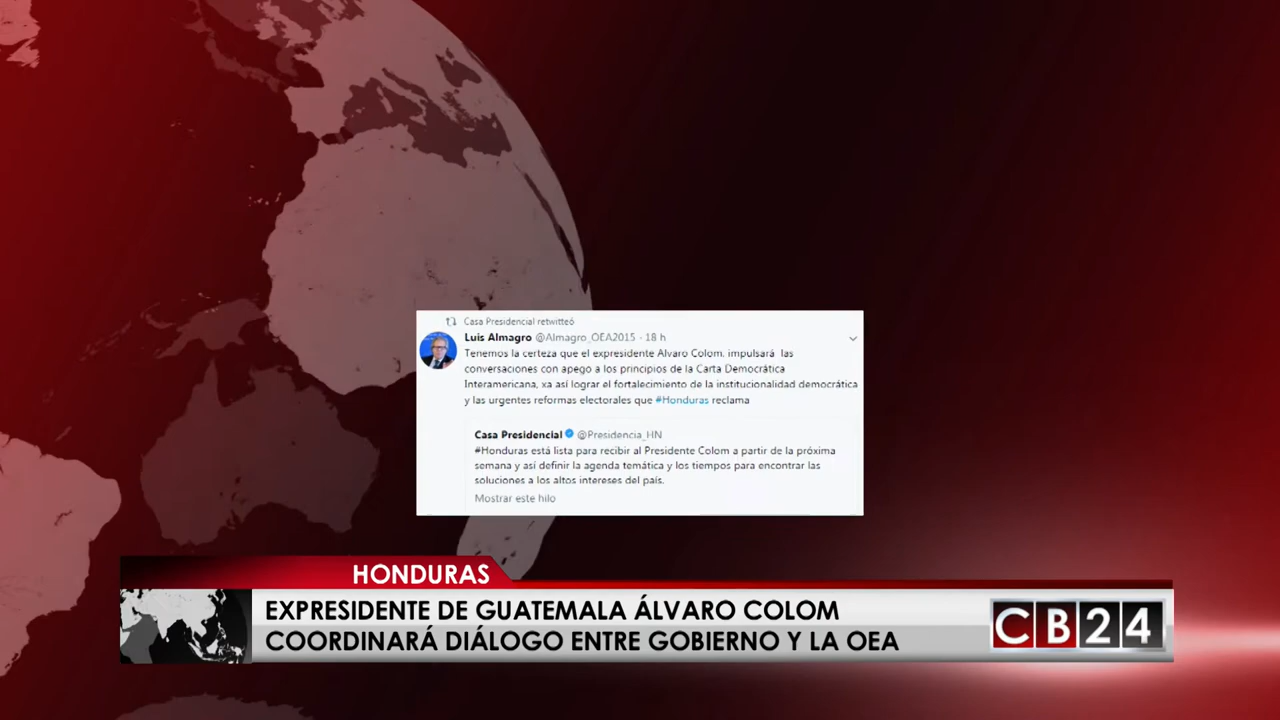 Casa Presidencial retwitteó
Luis Almagro @Almagro_OEA2015 · 18 h
Tenemos la certeza que el expresidente Alvaro Colom, impulsará las
conversaciones con apego a los principios de la Carta Democrática
Interamericana, xa así lograr el fortalecimiento de la institucionalidad democrática
y las urgentes reformas electorales que #Honduras reclama
Casa Presidencial @Presidencia_HN
#Honduras está lista para recibir al Presidente Colom a partir de la próxima
semana y así definir la agenda temática y los tiempos para encontrar las
soluciones a los altos intereses del país.
Mostrar este hilo
HONDURAS
EXPRESIDENTE DE GUATEMALA ÁLVARO COLOM
COORDINARÁ DIÁLOGO ENTRE GOBIERNO Y LA OEA
CB24